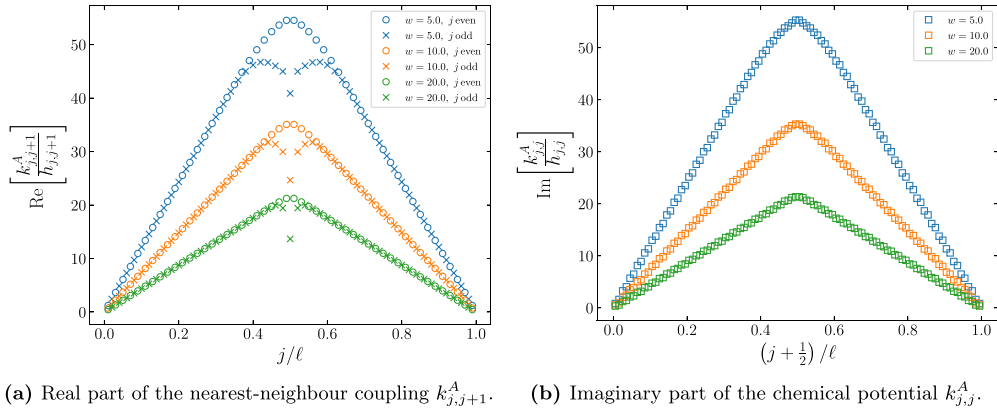 Re [ k^A_{j,j+1} / h_{j,j+1} ]
50
40
30
20
10
0
0.0 0.2 0.4 0.6 0.8 1.0
j/ℓ
w = 5.0, j even
w = 5.0, j odd
w = 10.0, j even
w = 10.0, j odd
w = 20.0, j even
w = 20.0, j odd
(a) Real part of the nearest-neighbour coupling k^A_{j,j+1}.
Im [ k^A_{j,j} / h_{j,j} ]
50
40
30
20
10
0
0.0 0.2 0.4 0.6 0.8 1.0
(j + 1/2) /ℓ
w = 5.0
w = 10.0
w = 20.0
(b) Imaginary part of the chemical potential k^A_{j,j}.